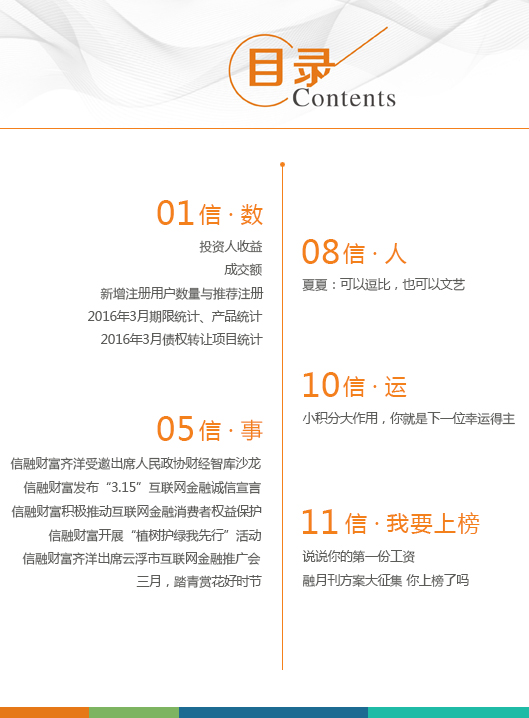 目录
Contents
01信·数
投资人收益
成交额
新增注册用户数量与推荐注册
2016年3月期限统计、产品统计
2016年3月债权转让项目统计
05信·事
信融财富齐洋受邀出席人民政协财经智库沙龙
信融财富发布“3.15”互联网金融诚信宣言
信融财富积极推动互联网金融消费者权益保护
信融财富开展“植树护绿我先行”活动
信融财富齐洋出席云浮市互联网金融推广会
三月，踏青赏花好时节
08信·人
夏夏：可以逗比，也可以文艺
10信·运
小积分大作用，你就是下一位幸运得主
11信·我要上榜
说说你的第一份工资
融月刊方案大征集 你上榜了吗